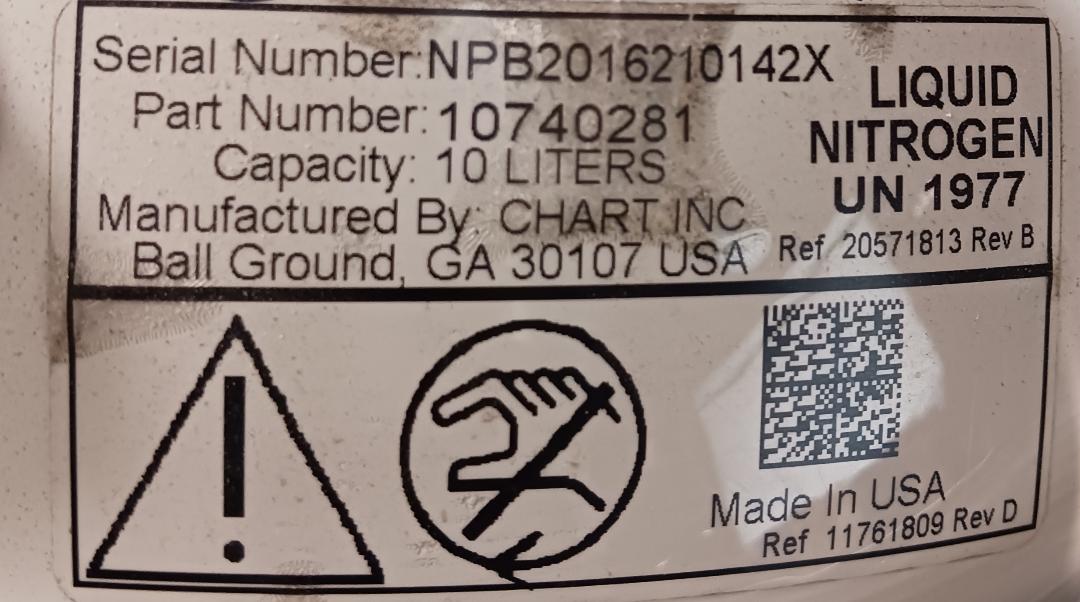 Serial Number:NPB2016210142X
Part Number:10740281
Capacity: 10 LITERS
Manufactured By: CHART INC
Ball Ground, GA 30107 USA
LIQUID
NITROGEN
UN 1977
Ref 20571813 Rev B
Made In USA
Ref 11761809 Rev D